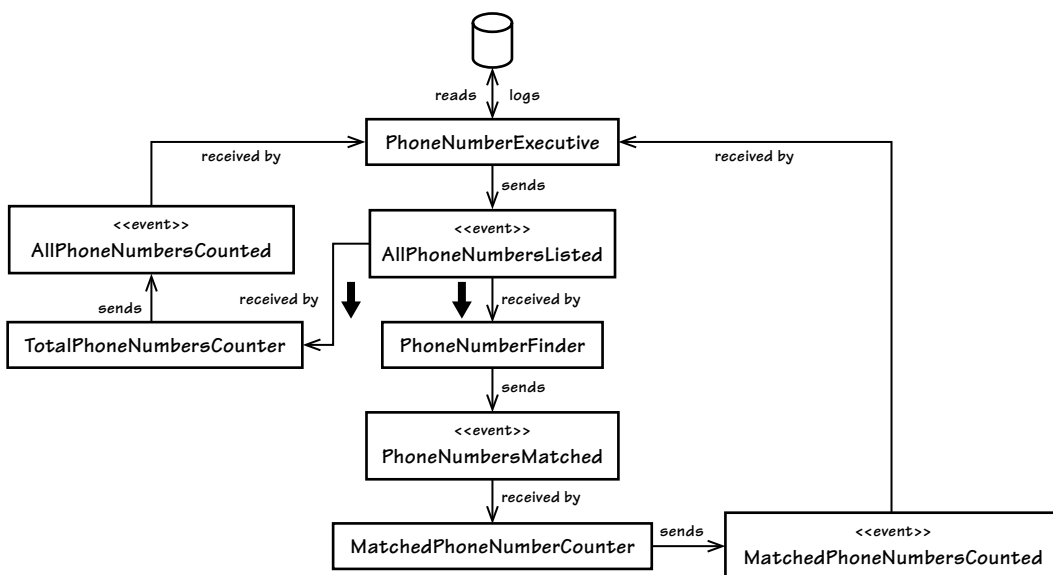 reads
logs
PhoneNumberExecutive
received by
received by
sends
<<event>>
AllPhoneNumbersCounted
<<event>>
AllPhoneNumbersListed
sends
received by
received by
TotalPhoneNumbersCounter
PhoneNumberFinder
sends
<<event>>
PhoneNumbersMatched
received by
MatchedPhoneNumberCounter
sends
<<event>>
MatchedPhoneNumbersCounted